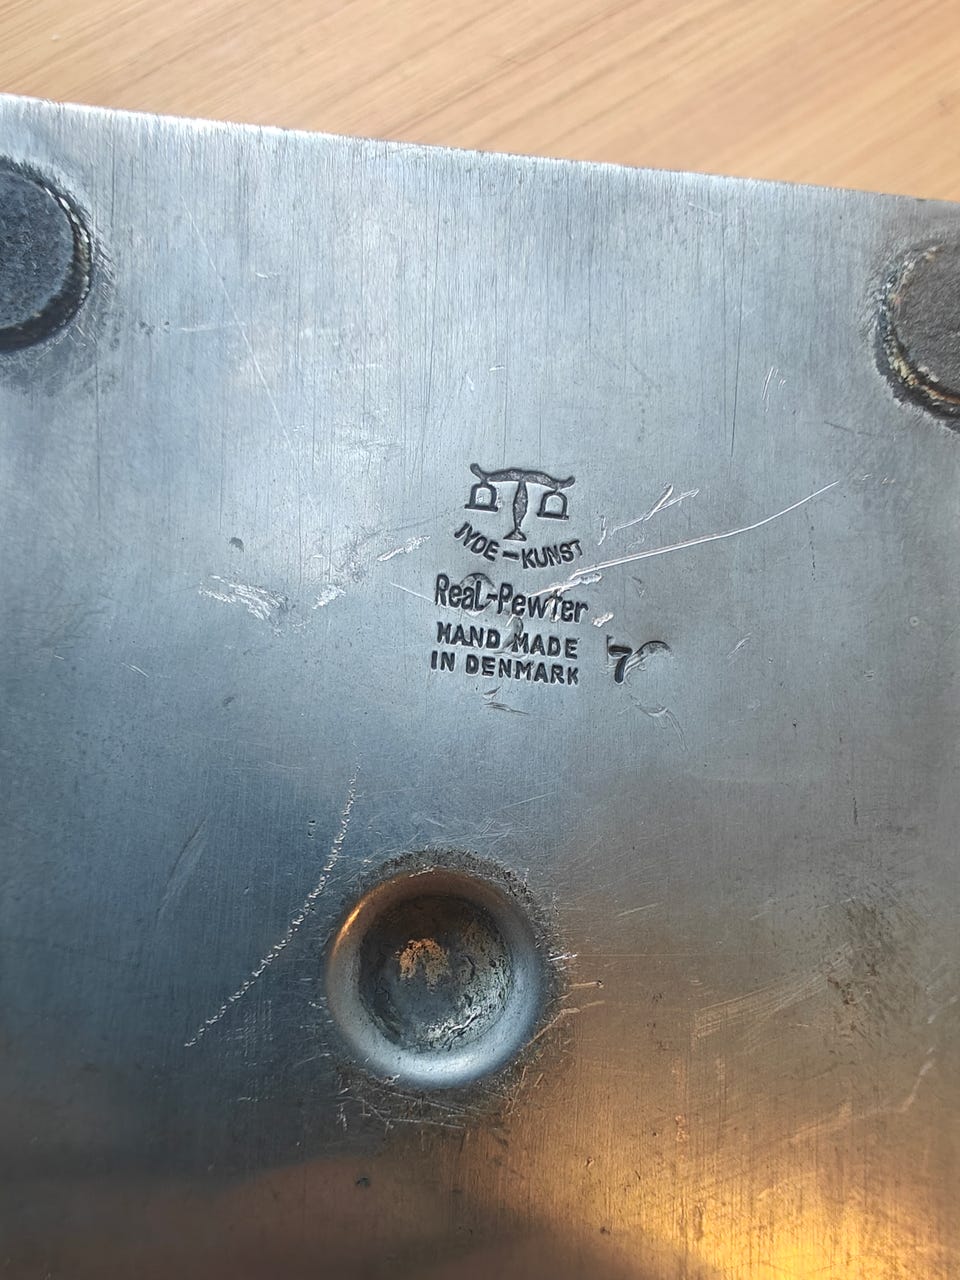 D D
JYDE-KUNST
ReaL-Pewter
HAND MADE
IN DENMARK 7